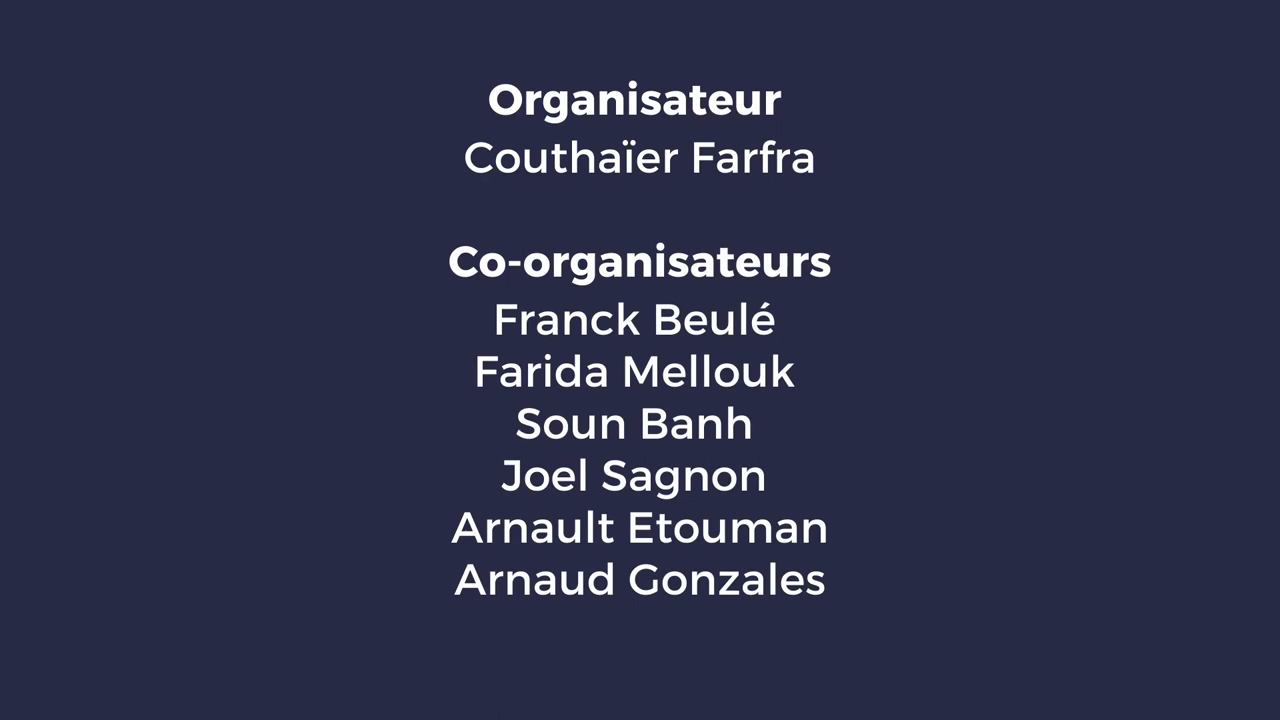 Organisateur
Couthaïer Farfra
Co-organisateurs
Franck Beulé
Farida Mellouk
Soun Banh
Joel Sagnon
Arnault Etouman
Arnaud Gonzales